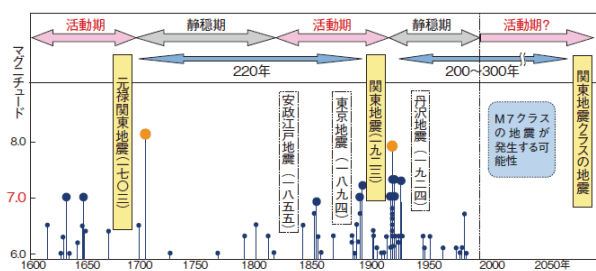 活動期 静穏期 活動期 静穏期 活動期?
220年 200〜300年
マグニチュード
8.0
7.0
6.0
元禄関東地震(一七〇三)
安政江戸地震(一八五五)
東京地震(一八九四)
関東地震(一九二三)
丹沢地震(一九二四)
M7クラス
の地震が
発生する可
能性
関東地震クラスの地震
1600 1650 1700 1750 1800 1850 1900 1950 2000 2050年